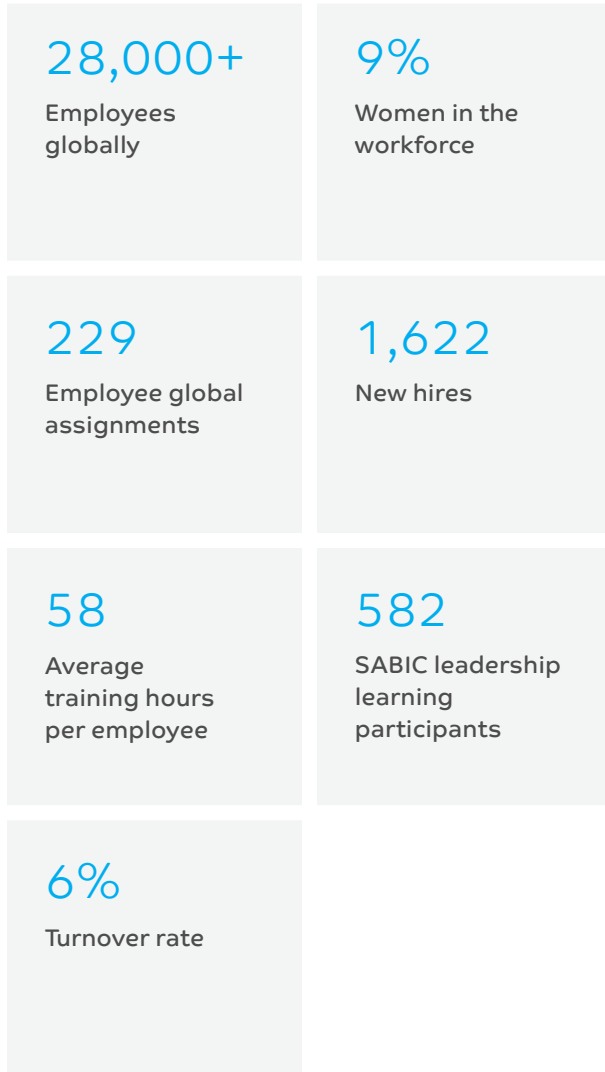 28,000+
Employees
globally
9%
Women in the
workforce
229
Employee global
assignments
1,622
New hires
58
Average
training hours
per employee
582
SABIC leadership
learning
participants
6%
Turnover rate